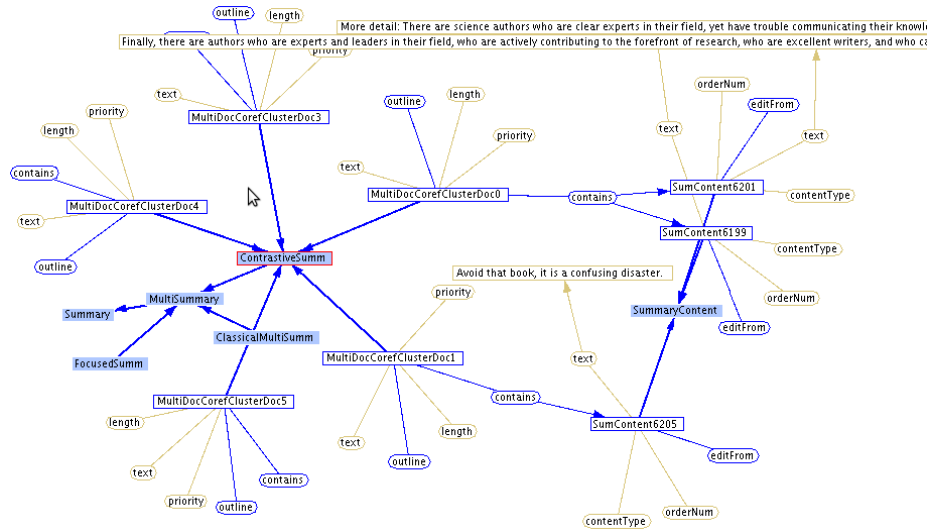 outline
length
More detail: There are science authors who are clear experts in their field, yet have trouble communicating their knowle
Finally, there are authors who are experts and leaders in their field, who are actively contributing to the forefront of research, who are excellent writers, and who ca
priority
text
outline
length
orderNum
editFrom
priority
length
MultiDocCorefClusterDoc3
priority
text
text
contains
text
SumContent6201
MultiDocCorefClusterDoc4
MultiDocCorefClusterDoc0
contains
contentType
text
SumContent6199
contentType
outline
ContrastiveSumm
Avoid that book, it is a confusing disaster.
priority
orderNum
MultiSummary
Summary
SummaryContent
editFrom
ClassicalMultiSumm
FocusedSumm
MultiDocCorefClusterDoc1
text
MultiDocCorefClusterDoc5
contains
length
length
SumContent6205
text
outline
editFrom
text
contains
priority
outline
orderNum
contentType